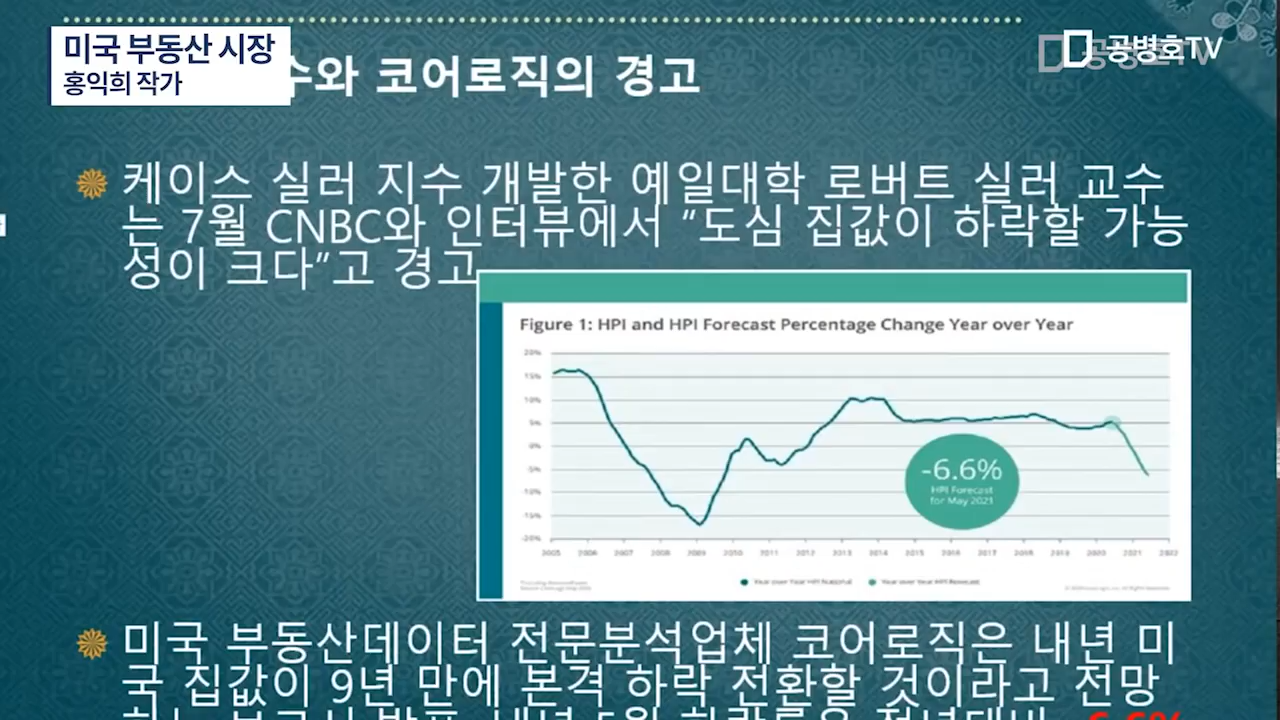 미국 부동산 시장
홍익희 작가
공병호TV
수와 코어로직의 경고
케이스 실러 지수 개발한 예일대학 로버트 실러 교수
는 7월 CNBC와 인터뷰에서 "도심 집값이 하락할 가능
성이 크다"고 경고
Figure 1: HPI and HPI Forecast Percentage Change Year over Year
20%
15%
10%
5%
0%
-5%
-10%
-15%
-20%
-6.6%
HPI Forecast
for May 2021
2005 2006 2007 2008 2009 2010 2011 2012 2013 2014 2015 2016 2017 2018 2019 2020 2021 2022
Year over Year HPI National Year over Year HPI Forecast
미국 부동산데이터 전문분석업체 코어로직은 내년 미
국 집값이 9년 만에 본격 하락 전환할 것이라고 전망